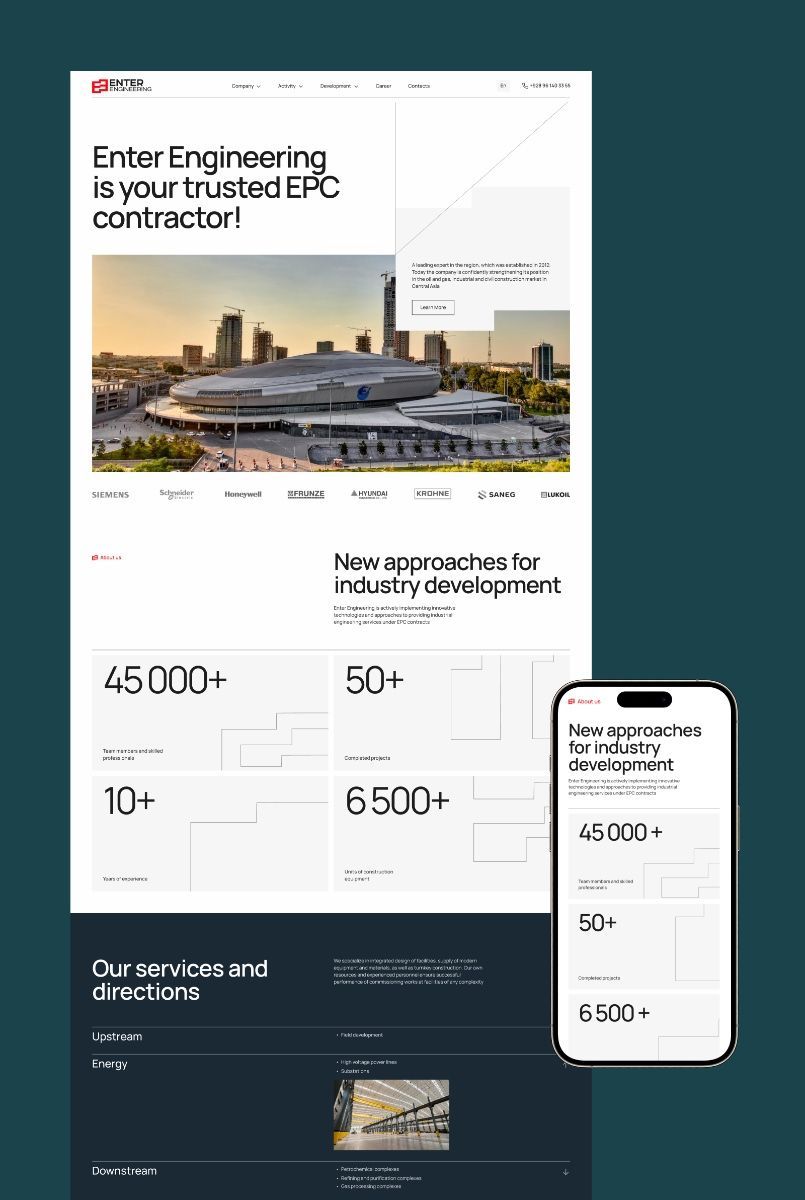 ENTER
ENGINEERING
Company
Activity
Development
Career
Contacts
En
+928 96 140 33 55
Enter Engineering
is your trusted EPC
contractor!
A leading expert in the region, which was established in 2012.
Today the company is confidently strengthening its position
in the oil and gas, industrial and civil construction market in
Central Asia
Learn More
SIEMENS
Schneider
Electric
Honeywell
FRUNZE
HYUNDAI
KROHNE
SANEG
LUKOIL
About us
New approaches for
industry development
Enter Engineering is actively implementing innovative
technologies and approaches to providing industrial
engineering services under EPC contracts
45 000+
Team members and skilled
professionals
50+
Completed projects
10+
Years of experience
6 500+
Units of construction
equipment
Our services and
directions
We specialize in integrated design of facilities, supply of modern
equipment and materials, as well as turnkey construction. Our own
resources and experienced personnel ensure successful
performance of commissioning works at facilities of any complexity
Upstream
• Field development
Energy
• High voltage power lines
• Substations
Downstream
• Petrochemical complexes
• Refining and purification complexes
• Gas processing complexes
About us
New approaches
for industry
development
Enter Engineering is actively implementing innovative
technologies and approaches to providing industrial
engineering services under EPC contracts
45 000 +
Team members and skilled
professionals
50+
Completed projects
6 500 +